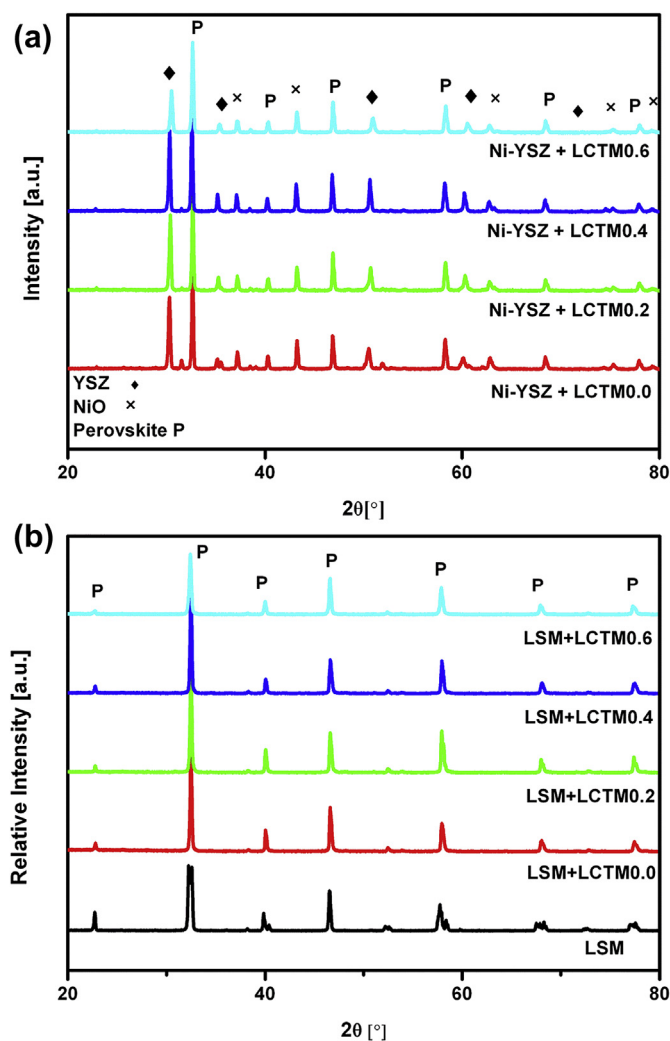 (a)
P
♦ ♦ × P × P ♦ P ♦ × P ♦ × P ×
Ni-YSZ + LCTM0.6
Ni-YSZ + LCTM0.4
Ni-YSZ + LCTM0.2
Ni-YSZ + LCTM0.0
YSZ ♦
NiO ×
Perovskite P
Intensity [a.u.]
20 40 60 80
2θ[°]
(b)
P P P P P P P
LSM+LCTM0.6
LSM+LCTM0.4
LSM+LCTM0.2
LSM+LCTM0.0
LSM
Relative Intensity [a.u.]
20 40 60 80
2θ [°]